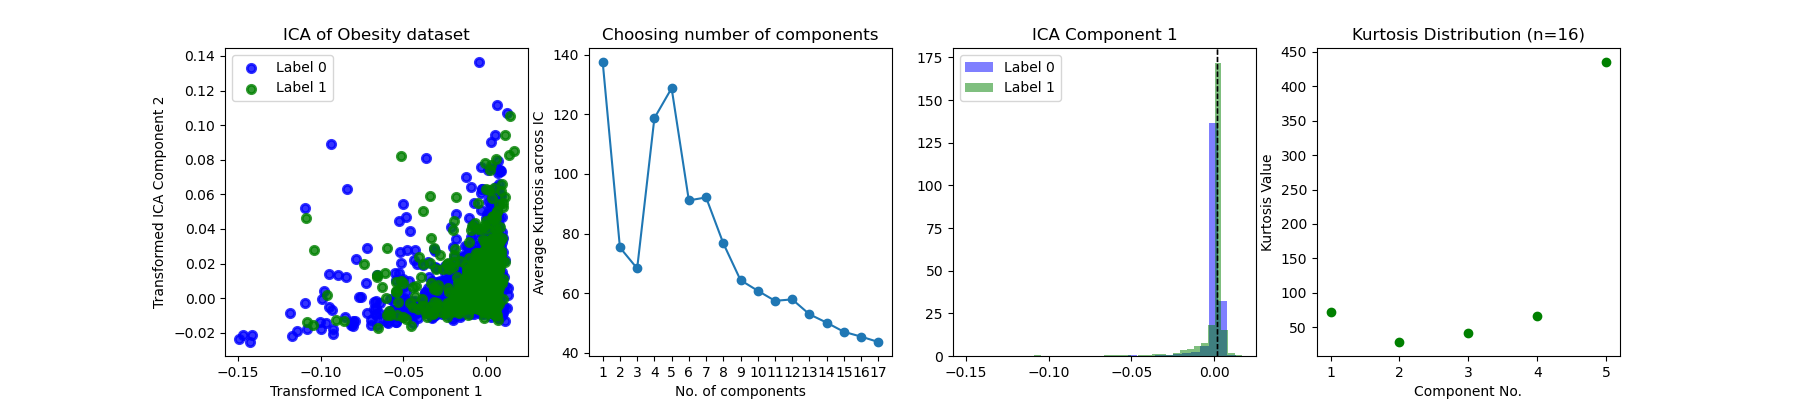 ICA of Obesity dataset
Label 0
Label 1
0.14
0.12
0.10
0.08
0.06
0.04
0.02
0.00
−0.02
Transformed ICA Component 2
−0.15
−0.10
−0.05
0.00
Transformed ICA Component 1
Choosing number of components
140
120
100
80
60
40
Average Kurtosis across IC
1 2 3 4 5 6 7 8 9 10 11 12 13 14 15 16 17
No. of components
ICA Component 1
Label 0
Label 1
175
150
125
100
75
50
25
0
−0.15
−0.10
−0.05
0.00
Kurtosis Distribution (n=16)
450
400
350
300
250
200
150
100
50
Kurtosis Value
1 2 3 4 5
Component No.